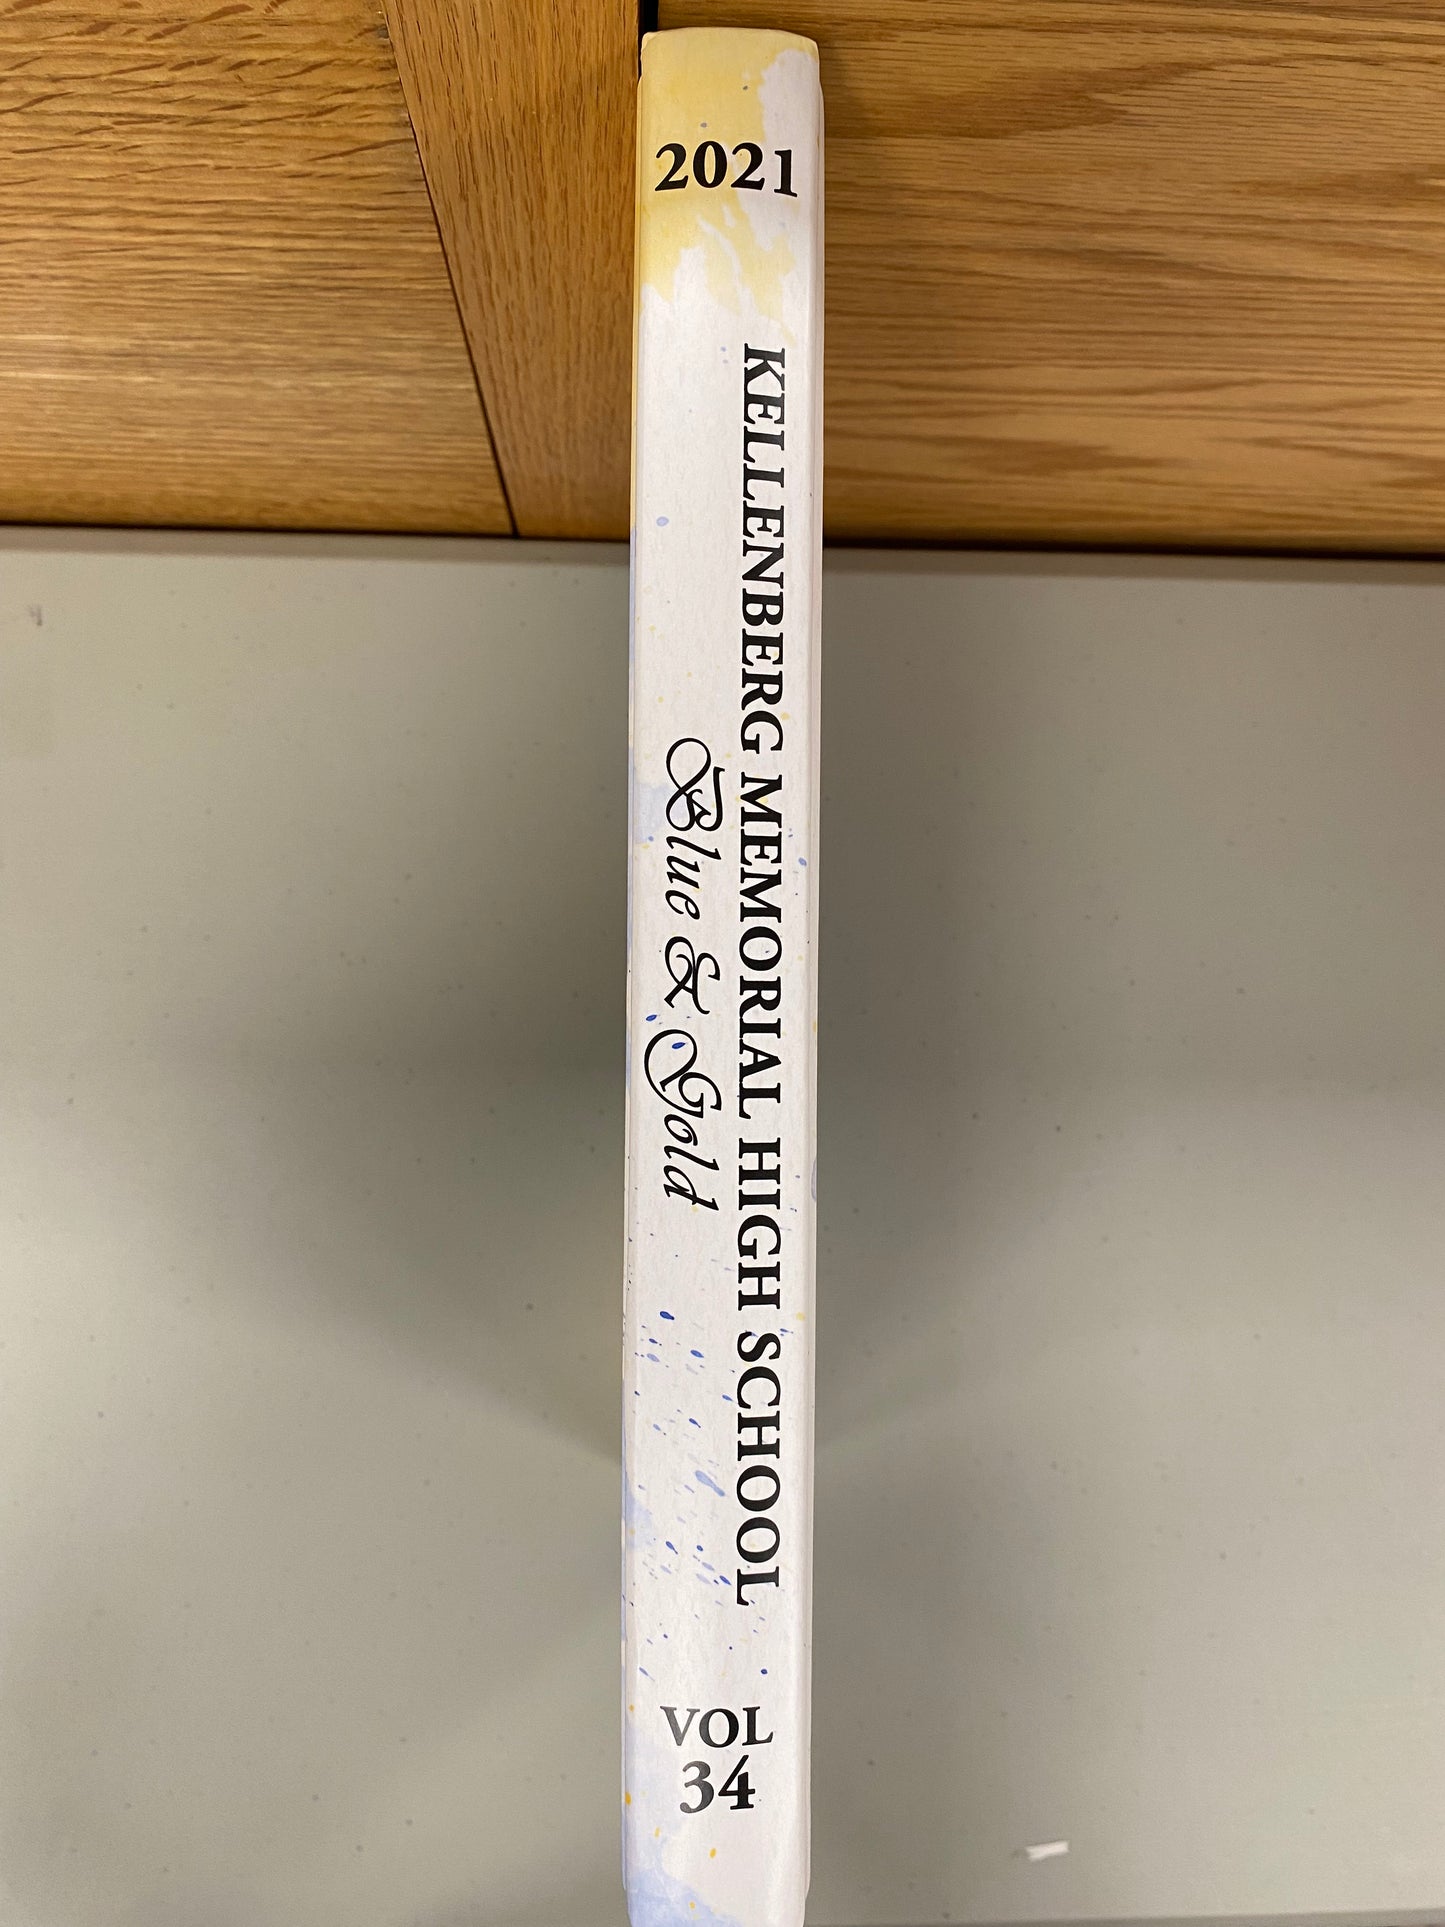 2021
KELLENBERG MEMORIAL HIGH SCHOOL
Blue & Gold
VOL
34